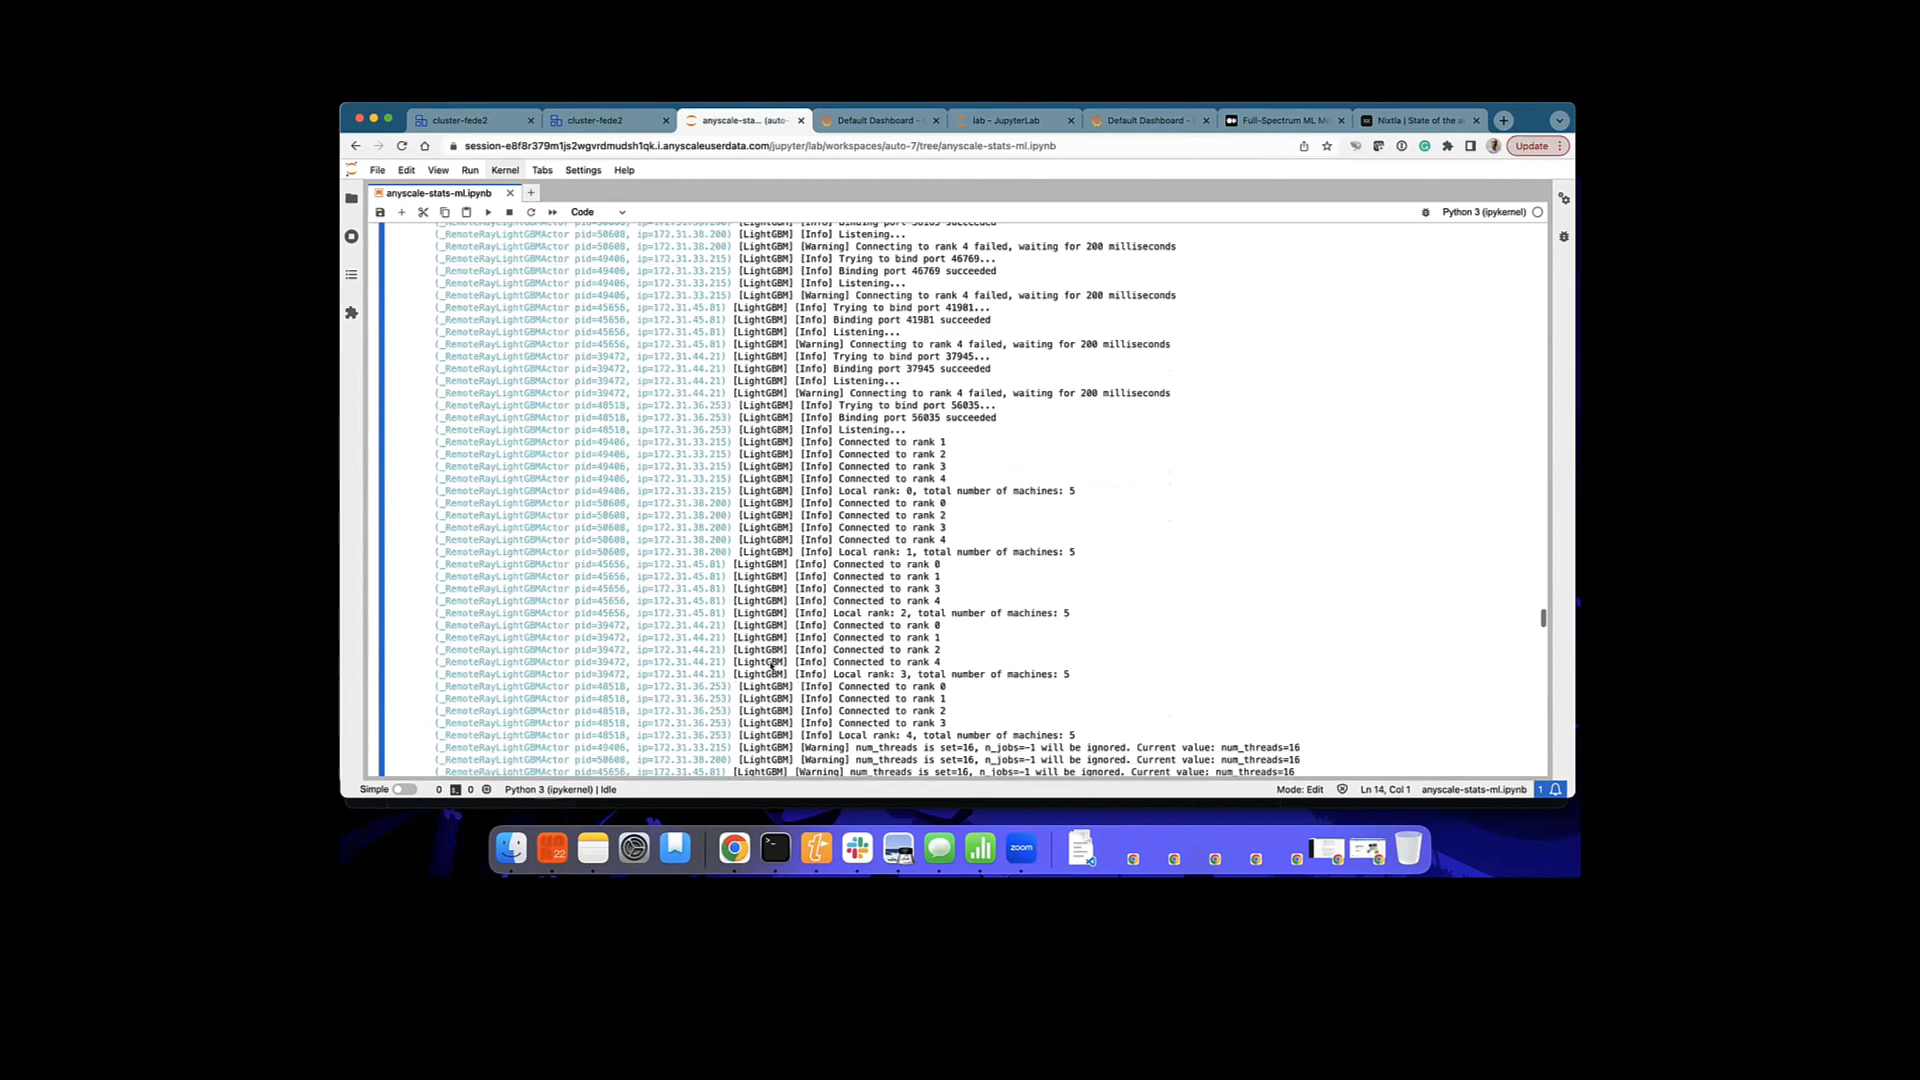 cluster-fede2
cluster-fede2
anyscale-sta... (auto-
Default Dashboard -
lab - JupyterLab
Default Dashboard -
Full-Spectrum ML M
Nixtla | State of the a
session-e8f8r379m1js2wgvrdmudsh1qk.i.anyscaleuserdata.com/jupyter/lab/workspaces/auto-7/tree/anyscale-stats-ml.ipynb
Update
File Edit View Run Kernel Tabs Settings Help
anyscale-stats-ml.ipynb
Code
Python 3 (ipykernel)
(_RemoteRayLightGBMActor pid=50608, ip=172.31.38.200) [LightGBM] [Info] Listening...
(_RemoteRayLightGBMActor pid=50608, ip=172.31.38.200) [LightGBM] [Warning] Connecting to rank 4 failed, waiting for 200 milliseconds
(_RemoteRayLightGBMActor pid=49406, ip=172.31.33.215) [LightGBM] [Info] Trying to bind port 46769...
(_RemoteRayLightGBMActor pid=49406, ip=172.31.33.215) [LightGBM] [Info] Binding port 46769 succeeded
(_RemoteRayLightGBMActor pid=49406, ip=172.31.33.215) [LightGBM] [Info] Listening...
(_RemoteRayLightGBMActor pid=49406, ip=172.31.33.215) [LightGBM] [Warning] Connecting to rank 4 failed, waiting for 200 milliseconds
(_RemoteRayLightGBMActor pid=45656, ip=172.31.45.81) [LightGBM] [Info] Trying to bind port 41981...
(_RemoteRayLightGBMActor pid=45656, ip=172.31.45.81) [LightGBM] [Info] Binding port 41981 succeeded
(_RemoteRayLightGBMActor pid=45656, ip=172.31.45.81) [LightGBM] [Info] Listening...
(_RemoteRayLightGBMActor pid=45656, ip=172.31.45.81) [LightGBM] [Warning] Connecting to rank 4 failed, waiting for 200 milliseconds
(_RemoteRayLightGBMActor pid=39472, ip=172.31.44.21) [LightGBM] [Info] Trying to bind port 37945...
(_RemoteRayLightGBMActor pid=39472, ip=172.31.44.21) [LightGBM] [Info] Binding port 37945 succeeded
(_RemoteRayLightGBMActor pid=39472, ip=172.31.44.21) [LightGBM] [Info] Listening...
(_RemoteRayLightGBMActor pid=39472, ip=172.31.44.21) [LightGBM] [Warning] Connecting to rank 4 failed, waiting for 200 milliseconds
(_RemoteRayLightGBMActor pid=48518, ip=172.31.36.253) [LightGBM] [Info] Trying to bind port 56035...
(_RemoteRayLightGBMActor pid=48518, ip=172.31.36.253) [LightGBM] [Info] Binding port 56035 succeeded
(_RemoteRayLightGBMActor pid=48518, ip=172.31.36.253) [LightGBM] [Info] Listening...
(_RemoteRayLightGBMActor pid=49406, ip=172.31.33.215) [LightGBM] [Info] Connected to rank 1
(_RemoteRayLightGBMActor pid=49406, ip=172.31.33.215) [LightGBM] [Info] Connected to rank 2
(_RemoteRayLightGBMActor pid=49406, ip=172.31.33.215) [LightGBM] [Info] Connected to rank 3
(_RemoteRayLightGBMActor pid=49406, ip=172.31.33.215) [LightGBM] [Info] Connected to rank 4
(_RemoteRayLightGBMActor pid=49406, ip=172.31.33.215) [LightGBM] [Info] Local rank: 0, total number of machines: 5
(_RemoteRayLightGBMActor pid=50608, ip=172.31.38.200) [LightGBM] [Info] Connected to rank 0
(_RemoteRayLightGBMActor pid=50608, ip=172.31.38.200) [LightGBM] [Info] Connected to rank 2
(_RemoteRayLightGBMActor pid=50608, ip=172.31.38.200) [LightGBM] [Info] Connected to rank 3
(_RemoteRayLightGBMActor pid=50608, ip=172.31.38.200) [LightGBM] [Info] Connected to rank 4
(_RemoteRayLightGBMActor pid=50608, ip=172.31.38.200) [LightGBM] [Info] Local rank: 1, total number of machines: 5
(_RemoteRayLightGBMActor pid=45656, ip=172.31.45.81) [LightGBM] [Info] Connected to rank 0
(_RemoteRayLightGBMActor pid=45656, ip=172.31.45.81) [LightGBM] [Info] Connected to rank 1
(_RemoteRayLightGBMActor pid=45656, ip=172.31.45.81) [LightGBM] [Info] Connected to rank 3
(_RemoteRayLightGBMActor pid=45656, ip=172.31.45.81) [LightGBM] [Info] Connected to rank 4
(_RemoteRayLightGBMActor pid=45656, ip=172.31.45.81) [LightGBM] [Info] Local rank: 2, total number of machines: 5
(_RemoteRayLightGBMActor pid=39472, ip=172.31.44.21) [LightGBM] [Info] Connected to rank 0
(_RemoteRayLightGBMActor pid=39472, ip=172.31.44.21) [LightGBM] [Info] Connected to rank 1
(_RemoteRayLightGBMActor pid=39472, ip=172.31.44.21) [LightGBM] [Info] Connected to rank 2
(_RemoteRayLightGBMActor pid=39472, ip=172.31.44.21) [LightGBM] [Info] Connected to rank 4
(_RemoteRayLightGBMActor pid=39472, ip=172.31.44.21) [LightGBM] [Info] Local rank: 3, total number of machines: 5
(_RemoteRayLightGBMActor pid=48518, ip=172.31.36.253) [LightGBM] [Info] Connected to rank 0
(_RemoteRayLightGBMActor pid=48518, ip=172.31.36.253) [LightGBM] [Info] Connected to rank 1
(_RemoteRayLightGBMActor pid=48518, ip=172.31.36.253) [LightGBM] [Info] Connected to rank 2
(_RemoteRayLightGBMActor pid=48518, ip=172.31.36.253) [LightGBM] [Info] Connected to rank 3
(_RemoteRayLightGBMActor pid=48518, ip=172.31.36.253) [LightGBM] [Info] Local rank: 4, total number of machines: 5
(_RemoteRayLightGBMActor pid=49406, ip=172.31.33.215) [LightGBM] [Warning] num_threads is set=16, n_jobs=-1 will be ignored. Current value: num_threads=16
(_RemoteRayLightGBMActor pid=50608, ip=172.31.38.200) [LightGBM] [Warning] num_threads is set=16, n_jobs=-1 will be ignored. Current value: num_threads=16
(_RemoteRayLightGBMActor pid=45656, ip=172.31.45.81) [LightGBM] [Warning] num_threads is set=16, n_jobs=-1 will be ignored. Current value: num_threads=16
Simple 0 0 Python 3 (ipykernel) | Idle Mode: Edit Ln 14, Col 1 anyscale-stats-ml.ipynb 1
22
zoom